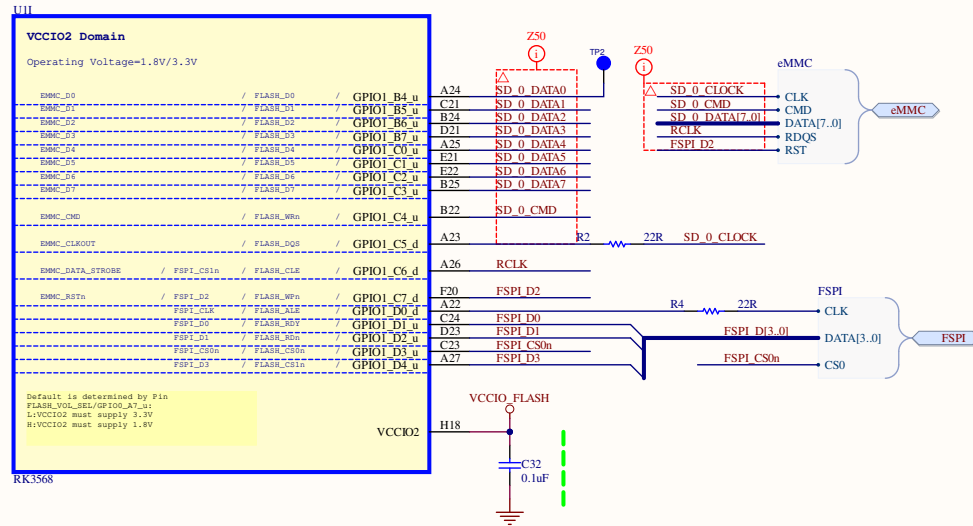 U1I
VCCIO2 Domain
Operating Voltage=1.8V/3.3V
EMMC_D0 / FLASH_D0 / GPIO1_B4_u A24 SD_0_DATA0
EMMC_D1 / FLASH_D1 / GPIO1_B5_u C21 SD_0_DATA1
EMMC_D2 / FLASH_D2 / GPIO1_B6_u B24 SD_0_DATA2
EMMC_D3 / FLASH_D3 / GPIO1_B7_u D21 SD_0_DATA3
EMMC_D4 / FLASH_D4 / GPIO1_C0_u A25 SD_0_DATA4
EMMC_D5 / FLASH_D5 / GPIO1_C1_u E21 SD_0_DATA5
EMMC_D6 / FLASH_D6 / GPIO1_C2_u E22 SD_0_DATA6
EMMC_D7 / FLASH_D7 / GPIO1_C3_u B25 SD_0_DATA7
EMMC_CMD / FLASH_WRn / GPIO1_C4_u B22 SD_0_CMD
EMMC_CLKOUT / FLASH_DQS / GPIO1_C5_d A23 R2 22R SD_0_CLOCK
EMMC_DATA_STROBE / FSPI_CS1n / FLASH_CLE / GPIO1_C6_d A26 RCLK
EMMC_RSTn / FSPI_D2 / FLASH_WPn / GPIO1_C7_d F20 FSPI_D2
FSPI_CLK / FLASH_ALE / GPIO1_D0_d A22 R4 22R
FSPI_D0 / FLASH_RDY / GPIO1_D1_u C24 FSPI_D0
FSPI_D1 / FLASH_RDn / GPIO1_D2_u D23 FSPI_D1
FSPI_CS0n / FLASH_CS0n / GPIO1_D3_u C23 FSPI_CS0n
FSPI_D3 / FLASH_CS1n / GPIO1_D4_u A27 FSPI_D3
Default is determined by Pin
FLASH_VOL_SEL/GPIO0_A7_u:
L:VCCIO2 must supply 3.3V
H:VCCIO2 must supply 1.8V
VCCIO2 H18
RK3568
Z50
i
TP2
Z50
i
eMMC
SD_0_CLOCK CLK
SD_0_CMD CMD
SD_0_DATA[7..0] DATA[7..0]
RCLK RDQS
FSPI_D2 RST
eMMC
FSPI
CLK
FSPI_D[3..0] DATA[3..0]
FSPI_CS0n CS0
FSPI
VCCIO_FLASH
C32
0.1uF